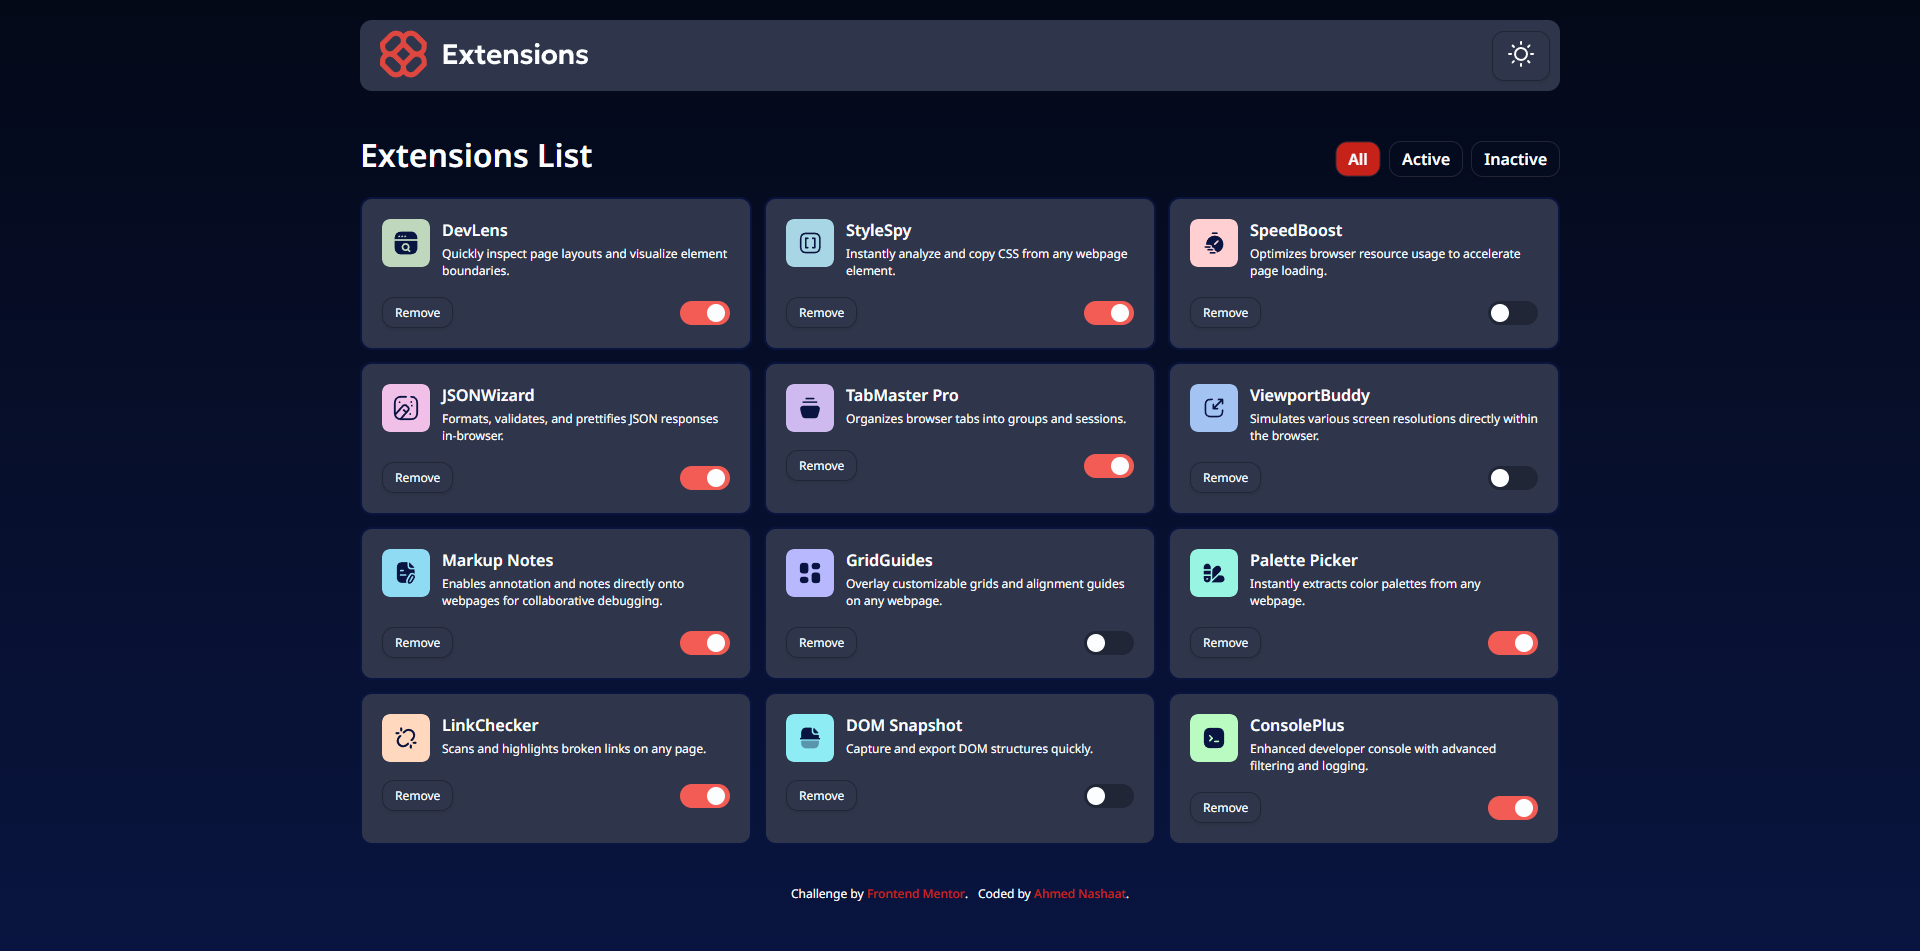 Extensions
Extensions List
All
Active
Inactive
DevLens
Quickly inspect page layouts and visualize element
boundaries.
Remove
StyleSpy
Instantly analyze and copy CSS from any webpage
element.
Remove
SpeedBoost
Optimizes browser resource usage to accelerate
page loading.
Remove
JSONWizard
Formats, validates, and prettifies JSON responses
in-browser.
Remove
TabMaster Pro
Organizes browser tabs into groups and sessions.
Remove
ViewportBuddy
Simulates various screen resolutions directly within
the browser.
Remove
Markup Notes
Enables annotation and notes directly onto
webpages for collaborative debugging.
Remove
GridGuides
Overlay customizable grids and alignment guides
on any webpage.
Remove
Palette Picker
Instantly extracts color palettes from any
webpage.
Remove
LinkChecker
Scans and highlights broken links on any page.
Remove
DOM Snapshot
Capture and export DOM structures quickly.
Remove
ConsolePlus
Enhanced developer console with advanced
filtering and logging.
Remove
Challenge by Frontend Mentor. Coded by Ahmed Nashaat.